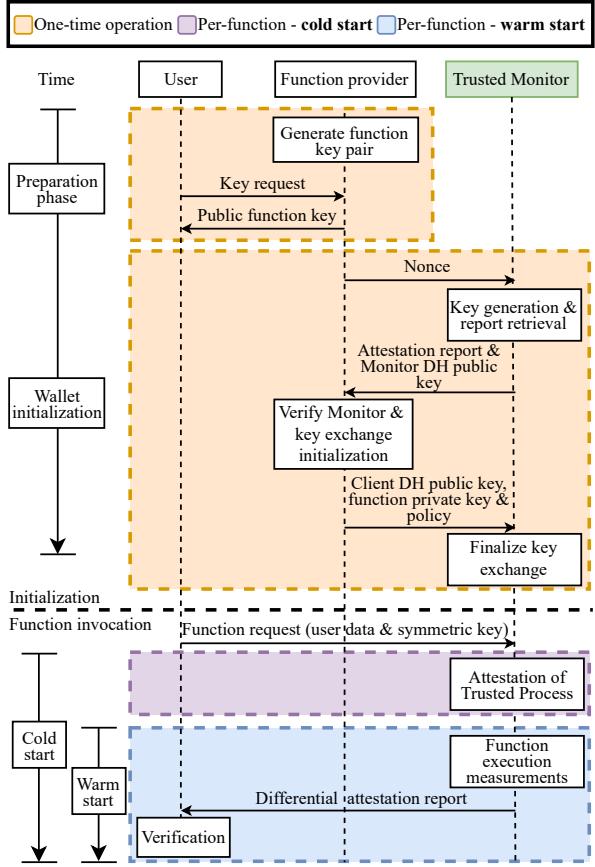 One-time operation Per-function - cold start Per-function - warm start
Time
User
Function provider
Trusted Monitor
Generate function
key pair
Preparation
phase
Key request
Public function key
Nonce
Key generation &
report retrieval
Attestation report &
Monitor DH public
key
Wallet
initialization
Verify Monitor &
key exchange
initialization
Client DH public key,
function private key &
policy
Finalize key
exchange
Initialization
Function invocation
Function request (user data & symmetric key)
Attestation of
Trusted Process
Cold
start
Function
execution
measurements
Warm
start
Differential attestation report
Verification